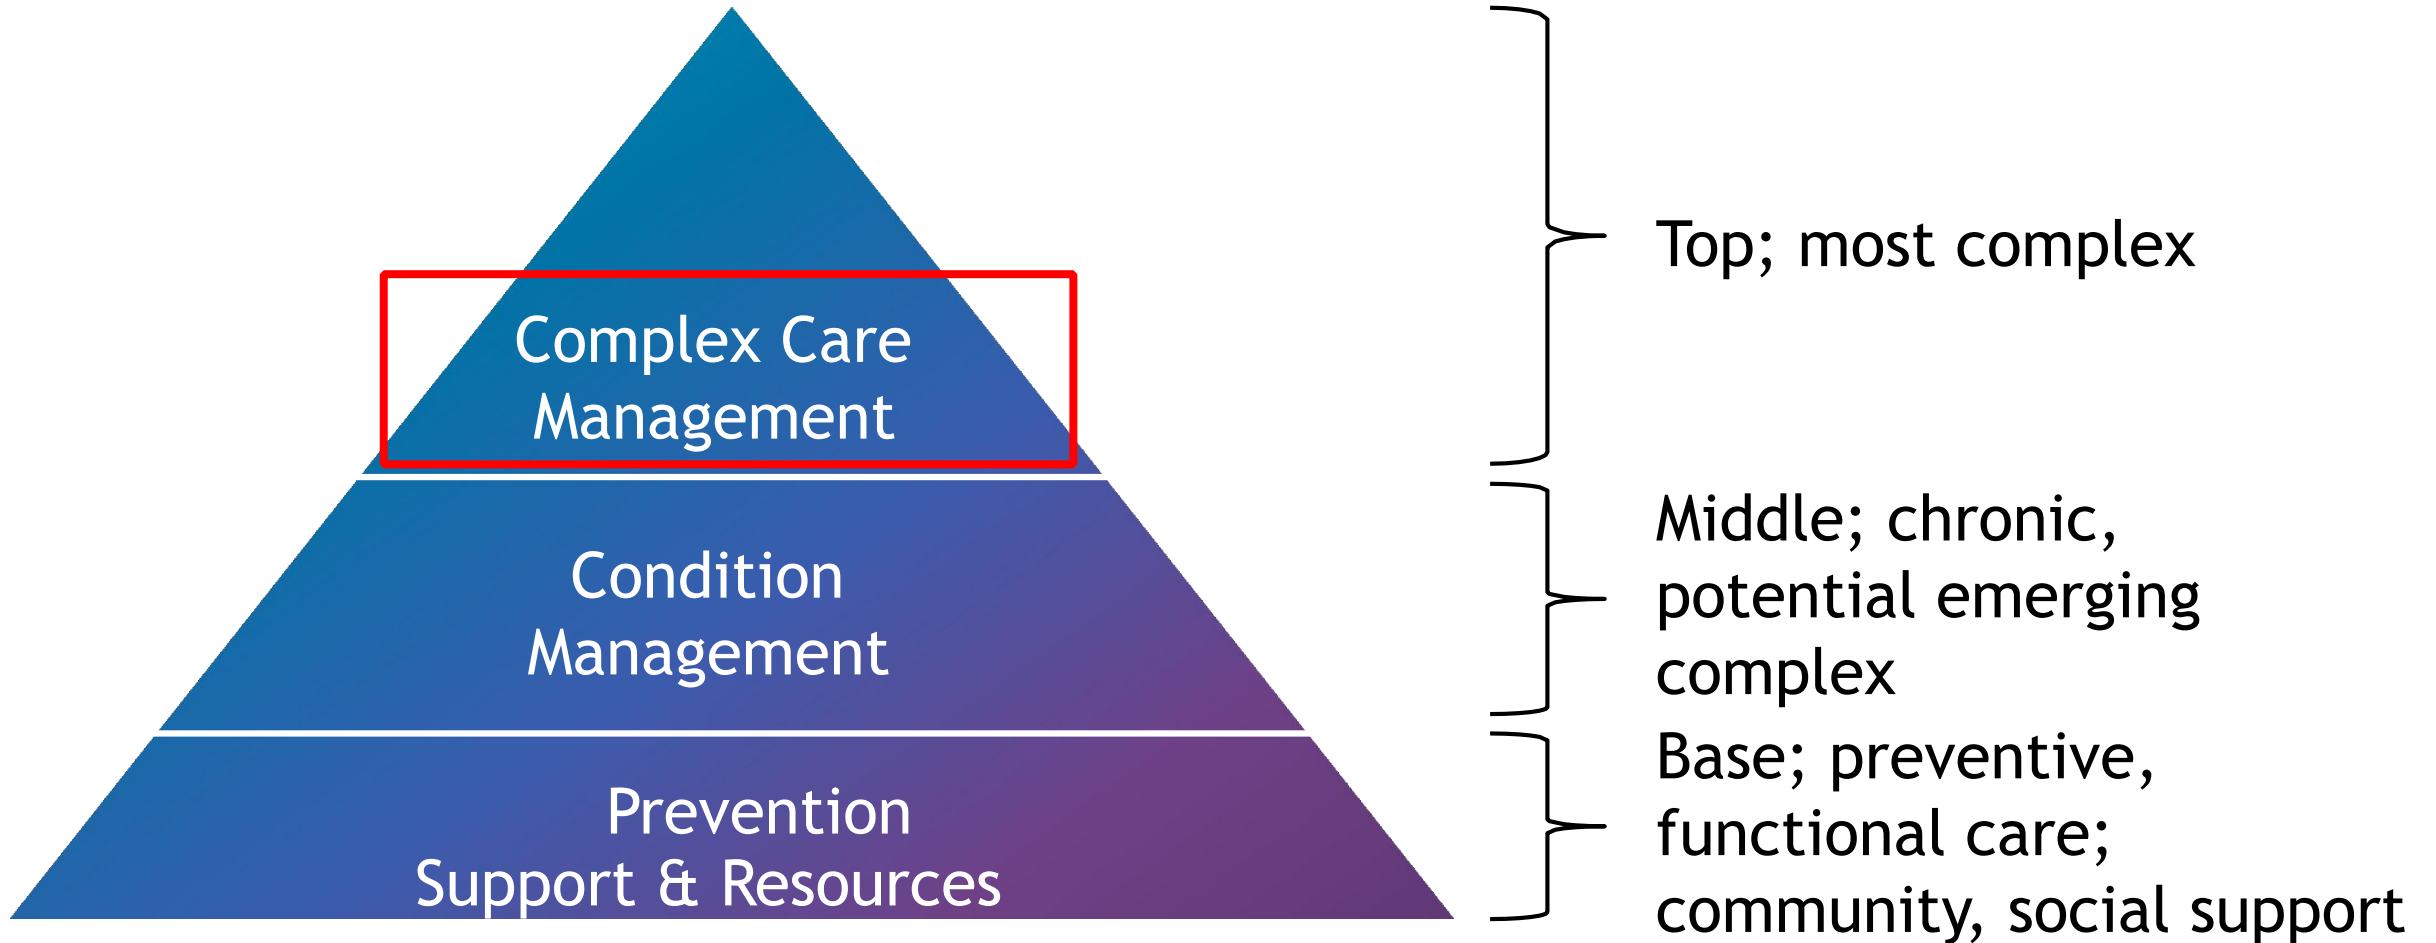 Complex Care
Management
Top; most complex
Condition
Management
Middle; chronic,
potential emerging
complex
Prevention
Support & Resources
Base; preventive,
functional care;
community, social support